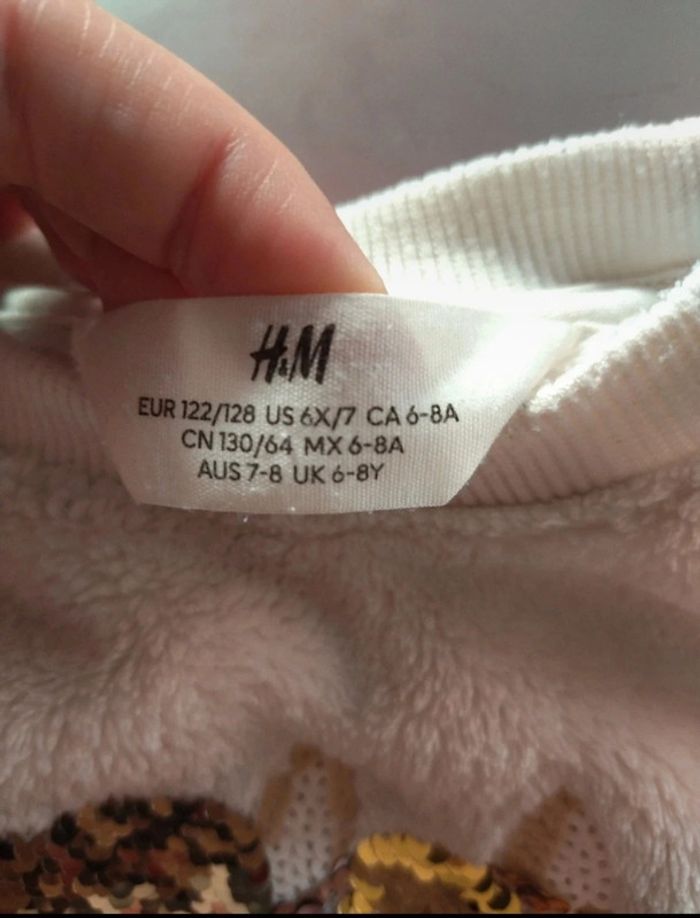 H&M
EUR 122/128 US 6X/7 CA 6-8A
CN 130/64 MX 6-8A
AUS 7-8 UK 6-8Y